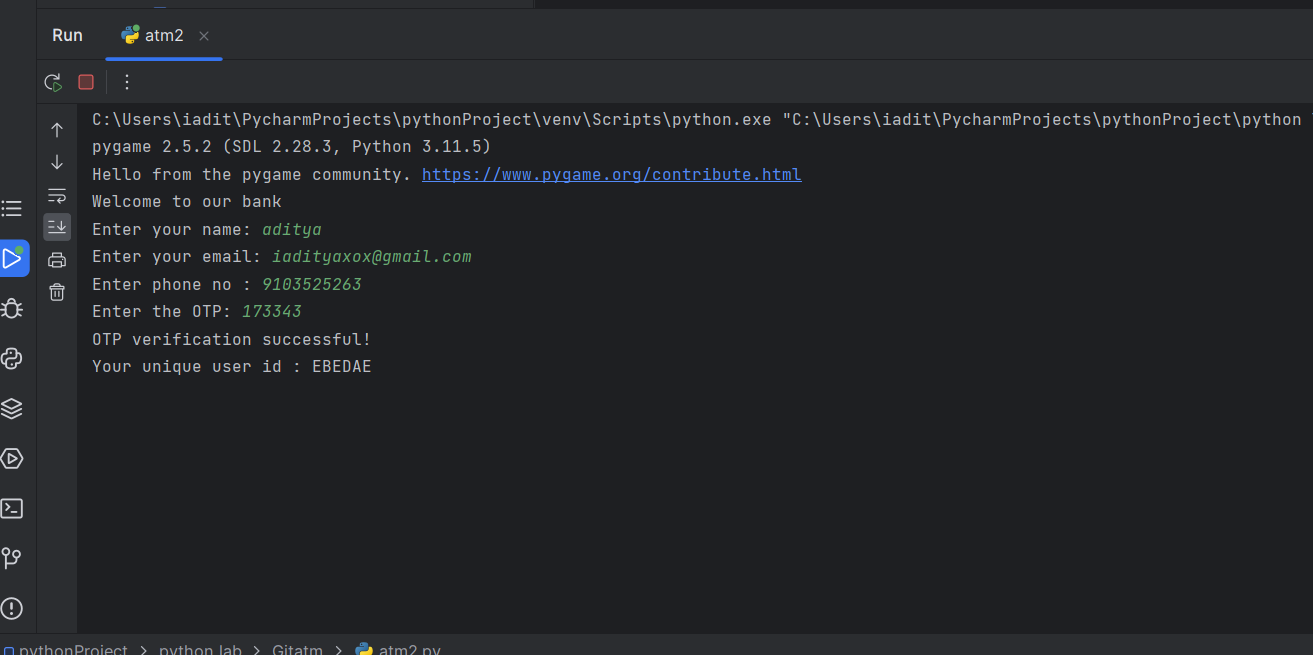 Run atm2
C:\Users\iadit\PycharmProjects\pythonProject\venv\Scripts\python.exe "C:\Users\iadit\PycharmProjects\pythonProject\python
pygame 2.5.2 (SDL 2.28.3, Python 3.11.5)
Hello from the pygame community. https://www.pygame.org/contribute.html
Welcome to our bank
Enter your name: aditya
Enter your email: iadityaxox@gmail.com
Enter phone no : 9103525263
Enter the OTP: 173343
OTP verification successful!
Your unique user id : EBEDAE
pythonProject > python lab > Gitatm > atm2.py